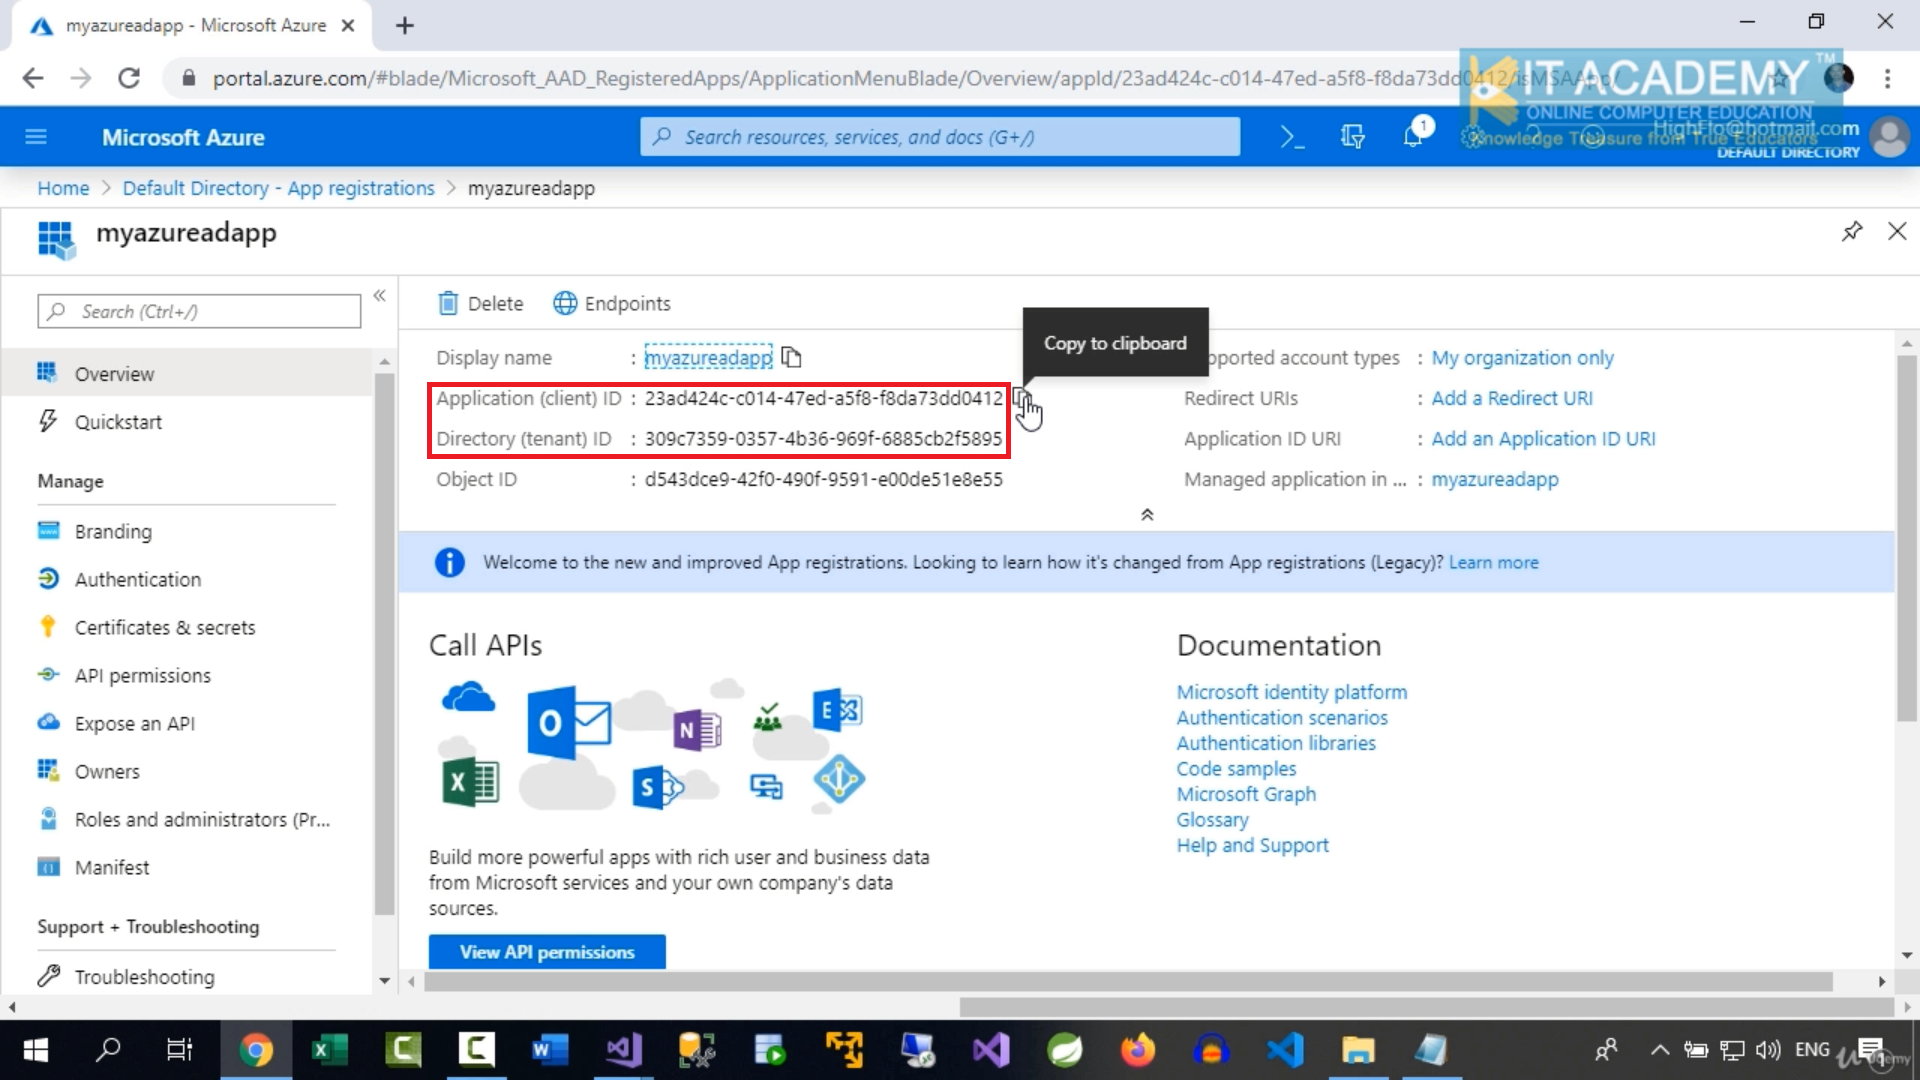 myazureadapp - Microsoft Azure
portal.azure.com/#blade/Microsoft_AAD_RegisteredApps/ApplicationMenuBlade/Overview/appId/23ad424c-c014-47ed-a5f8-f8da73dd0412/isMSAApp/
KIT ACADEMY TM
ONLINE COMPUTER EDUCATION
Knowledge Treasure from True Educators
Microsoft Azure
Search resources, services, and docs (G+/)
1
HighFlo@hotmail.com
DEFAULT DIRECTORY
Home > Default Directory - App registrations > myazureadapp
myazureadapp
Search (Ctrl+/)
«
Delete
Endpoints
Copy to clipboard
Display name : myazureadapp
pported account types : My organization only
Application (client) ID : 23ad424c-c014-47ed-a5f8-f8da73dd0412
Redirect URIs : Add a Redirect URI
Directory (tenant) ID : 309c7359-0357-4b36-969f-6885cb2f5895
Application ID URI : Add an Application ID URI
Object ID : d543dce9-42f0-490f-9591-e00de51e8e55
Managed application in ... : myazureadapp
Overview
Quickstart
Manage
Branding
Authentication
Certificates & secrets
API permissions
Expose an API
Owners
Roles and administrators (Pr...
Manifest
Support + Troubleshooting
Troubleshooting
Welcome to the new and improved App registrations. Looking to learn how it's changed from App registrations (Legacy)? Learn more
Call APIs
Build more powerful apps with rich user and business data
from Microsoft services and your own company's data
sources.
View API permissions
Documentation
Microsoft identity platform
Authentication scenarios
Authentication libraries
Code samples
Microsoft Graph
Glossary
Help and Support
ENG
udemy